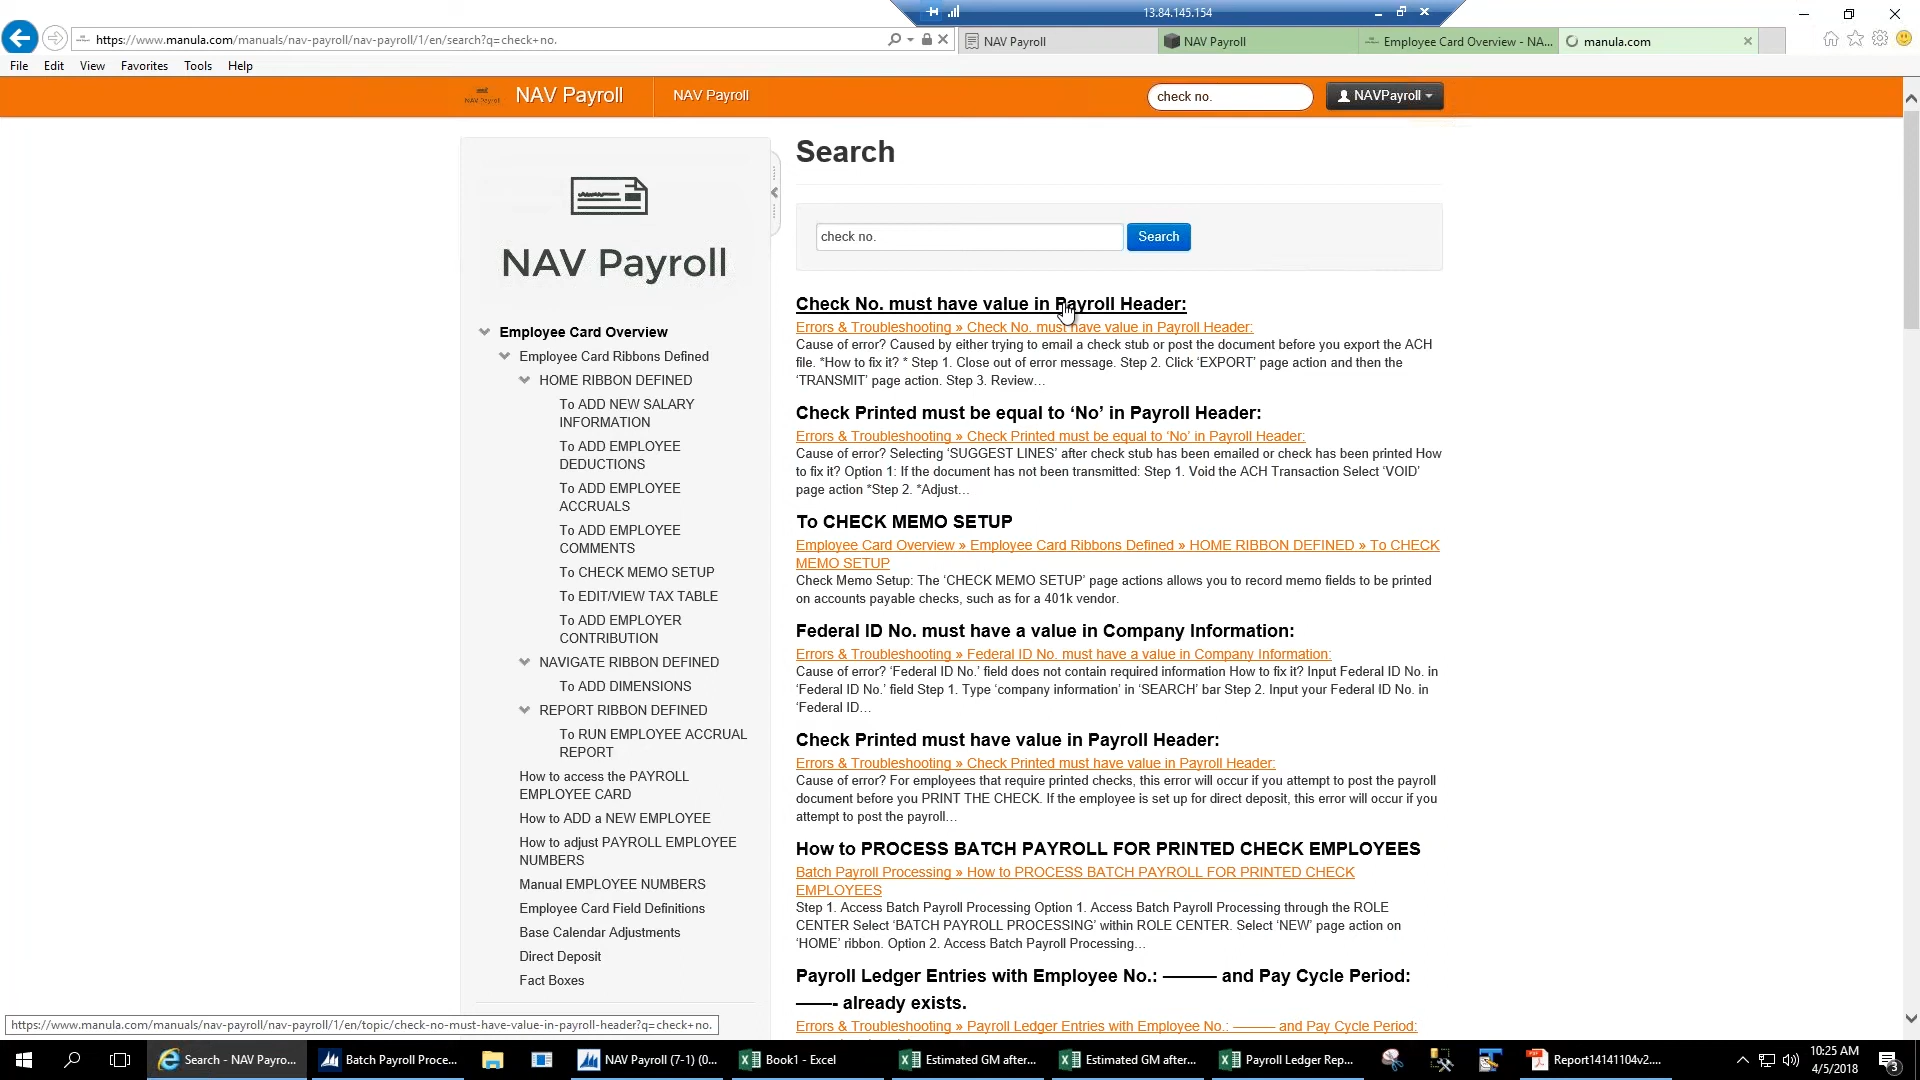 13.84.145.154
https://www.manula.com/manuals/nav-payroll/nav-payroll/1/en/search?q=check+no.
NAV Payroll
NAV Payroll
Employee Card Overview - NA...
manula.com
File Edit View Favorites Tools Help
NAV Payroll
NAV Payroll
NAV Payroll
check no.
NAVPayroll
NAV Payroll
Employee Card Overview
Employee Card Ribbons Defined
HOME RIBBON DEFINED
To ADD NEW SALARY
INFORMATION
To ADD EMPLOYEE
DEDUCTIONS
To ADD EMPLOYEE
ACCRUALS
To ADD EMPLOYEE
COMMENTS
To CHECK MEMO SETUP
To EDIT/VIEW TAX TABLE
To ADD EMPLOYER
CONTRIBUTION
NAVIGATE RIBBON DEFINED
To ADD DIMENSIONS
REPORT RIBBON DEFINED
To RUN EMPLOYEE ACCRUAL
REPORT
How to access the PAYROLL
EMPLOYEE CARD
How to ADD a NEW EMPLOYEE
How to adjust PAYROLL EMPLOYEE
NUMBERS
Manual EMPLOYEE NUMBERS
Employee Card Field Definitions
Base Calendar Adjustments
Direct Deposit
Fact Boxes
Search
check no.
Search
Check No. must have value in Payroll Header:
Errors & Troubleshooting » Check No. must have value in Payroll Header:
Cause of error? Caused by either trying to email a check stub or post the document before you export the ACH
file. *How to fix it? * Step 1. Close out of error message. Step 2. Click ‘EXPORT’ page action and then the
‘TRANSMIT’ page action. Step 3. Review…
Check Printed must be equal to ‘No’ in Payroll Header:
Errors & Troubleshooting » Check Printed must be equal to ‘No’ in Payroll Header:
Cause of error? Selecting ‘SUGGEST LINES’ after check stub has been emailed or check has been printed How
to fix it? Option 1: If the document has not been transmitted: Step 1. Void the ACH Transaction Select ‘VOID’
page action *Step 2. *Adjust…
To CHECK MEMO SETUP
Employee Card Overview » Employee Card Ribbons Defined » HOME RIBBON DEFINED » To CHECK
MEMO SETUP
Check Memo Setup: The ‘CHECK MEMO SETUP’ page actions allows you to record memo fields to be printed
on accounts payable checks, such as for a 401k vendor.
Federal ID No. must have a value in Company Information:
Errors & Troubleshooting » Federal ID No. must have a value in Company Information:
Cause of error? ‘Federal ID No.’ field does not contain required information How to fix it? Input Federal ID No. in
‘Federal ID No.’ field Step 1. Type ‘company information’ in ‘SEARCH’ bar Step 2. Input your Federal ID No. in
‘Federal ID…
Check Printed must have value in Payroll Header:
Errors & Troubleshooting » Check Printed must have value in Payroll Header:
Cause of error? For employees that require printed checks, this error will occur if you attempt to post the payroll
document before you PRINT THE CHECK. If the employee is set up for direct deposit, this error will occur if you
attempt to post the payroll…
How to PROCESS BATCH PAYROLL FOR PRINTED CHECK EMPLOYEES
Batch Payroll Processing » How to PROCESS BATCH PAYROLL FOR PRINTED CHECK
EMPLOYEES
Step 1. Access Batch Payroll Processing Option 1. Access Batch Payroll Processing through the ROLE
CENTER Select ‘BATCH PAYROLL PROCESSING’ within ROLE CENTER. Select ‘NEW’ page action on
‘HOME’ ribbon. Option 2. Access Batch Payroll Processing…
Payroll Ledger Entries with Employee No.: ——— and Pay Cycle Period:
——- already exists.
Errors & Troubleshooting » Payroll Ledger Entries with Employee No.: ——— and Pay Cycle Period:
https://www.manula.com/manuals/nav-payroll/nav-payroll/1/en/topic/check-no-must-have-value-in-payroll-header?q=check+no.
Search - NAV Payro...
Batch Payroll Proce...
NAV Payroll (7-1) (0...
Book1 - Excel
Estimated GM after...
Estimated GM after...
Payroll Ledger Rep...
Report14141104v2....
10:25 AM
4/5/2018
3